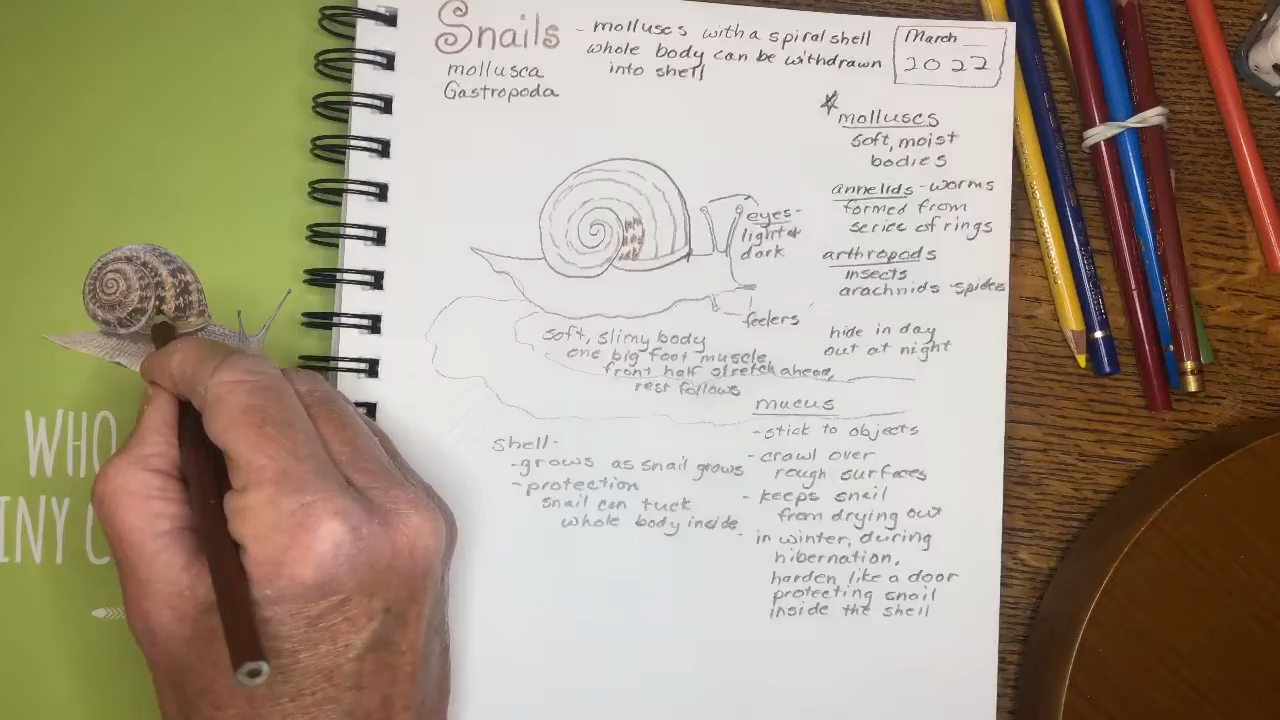 Snails - molluscs with a spiral shell
whole body can be withdrawn
into shell
mollusca
Gastropoda
March
2022
molluscs
soft, moist
bodies
annelids - worms
formed from
series of rings
arthropods
insects
arachnids - spiders
eyes-
light &
dark
feelers
hide in day
out at night
soft, slimy body
one big foot muscle,
front half stretch ahead,
rest follows
shell-
-grows as snail grows
-protection
snail can tuck
whole body inside
mucus
-stick to objects
-crawl over
rough surfaces
-keeps snail
from drying out
- in winter, during
hibernation,
harden like a door
protecting snail
inside the shell
WHO
INY C